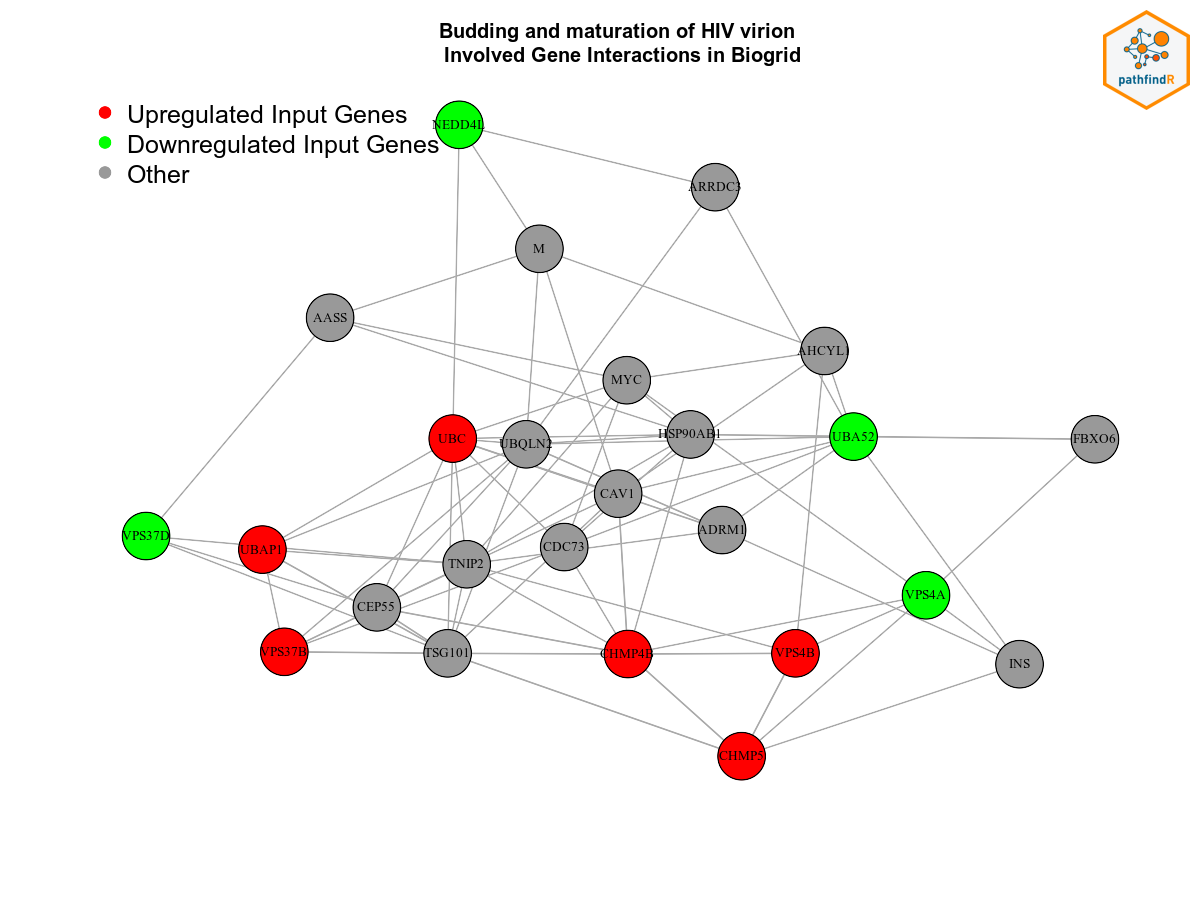 Budding and maturation of HIV virion
Involved Gene Interactions in Biogrid
pathfindR
Upregulated Input Genes
Downregulated Input Genes
Other
NEDD4L
ARRDC3
M
AASS
AHCYL1
MYC
HSP90AB1
UBC
UBQLN2
UBA52
FBXO6
CAV1
ADRM1
VPS37D
UBAP1
CDC73
TNIP2
CEP55
VPS4A
VPS37B
TSG101
CHMP4B
VPS4B
INS
CHMP5